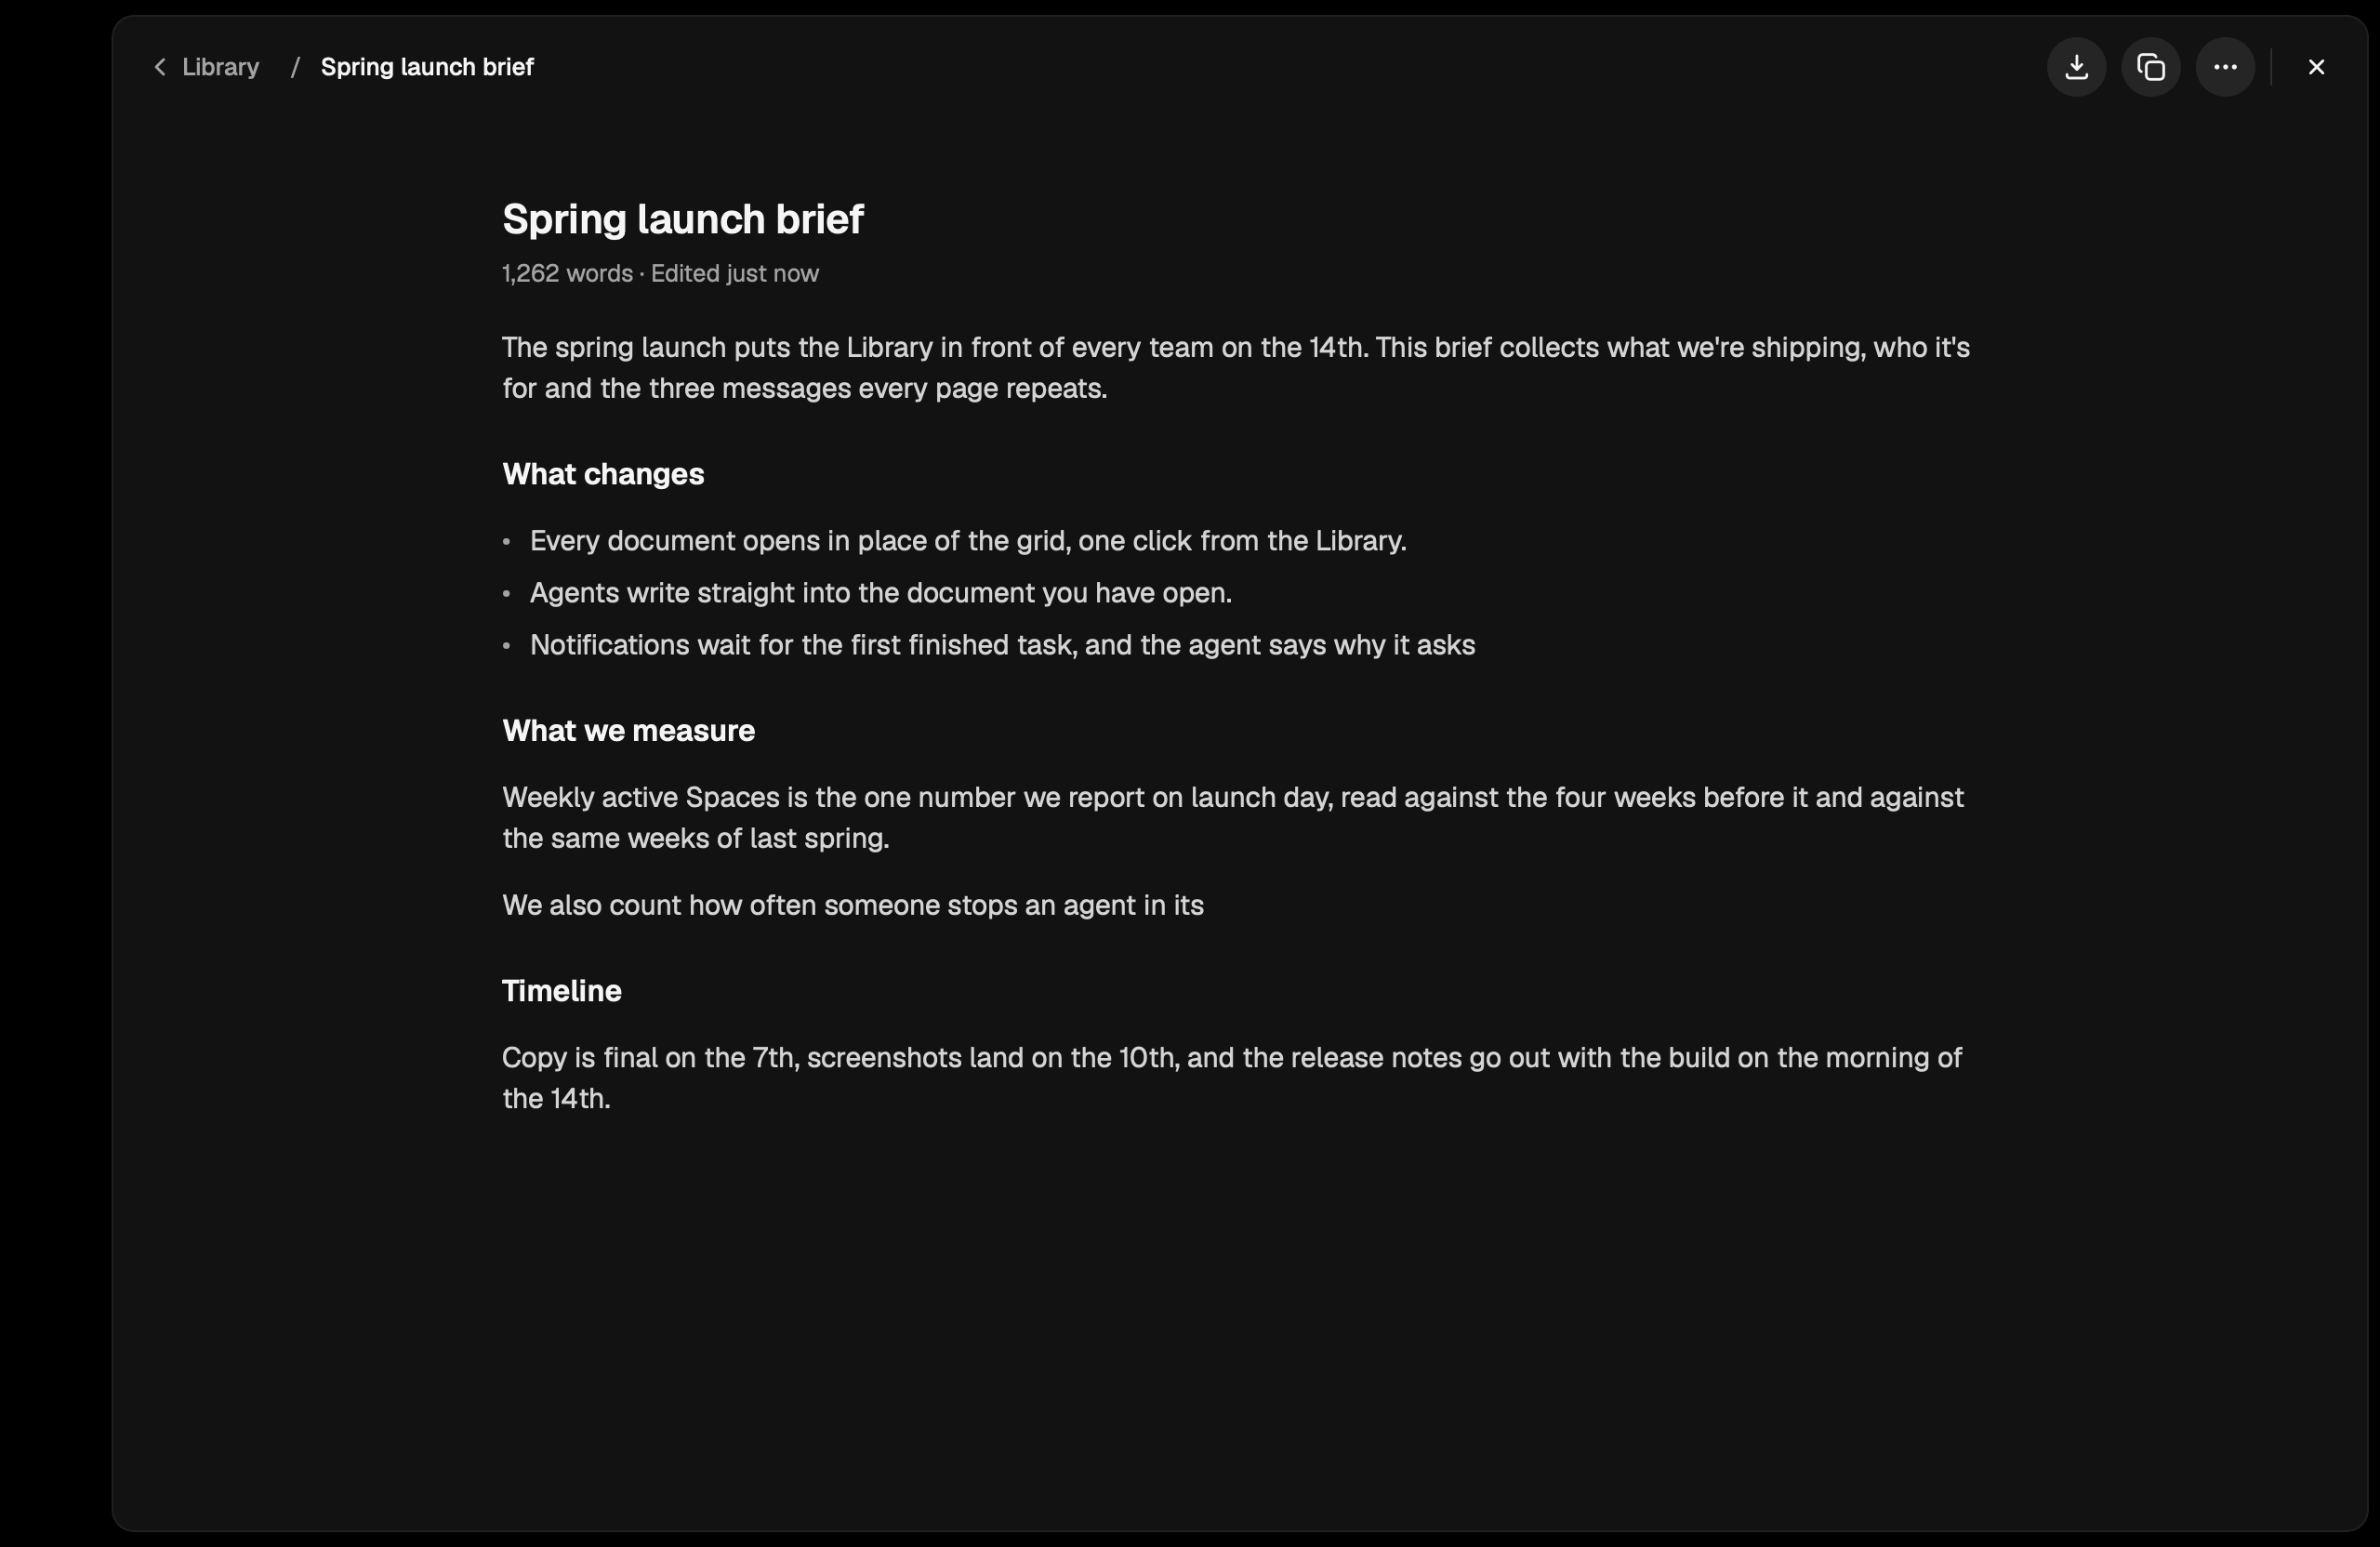 Library / Spring launch brief
Spring launch brief
1,262 words · Edited just now
The spring launch puts the Library in front of every team on the 14th. This brief collects what we're shipping, who it's
for and the three messages every page repeats.
What changes
• Every document opens in place of the grid, one click from the Library.
• Agents write straight into the document you have open.
• Notifications wait for the first finished task, and the agent says why it asks
What we measure
Weekly active Spaces is the one number we report on launch day, read against the four weeks before it and against
the same weeks of last spring.
We also count how often someone stops an agent in its
Timeline
Copy is final on the 7th, screenshots land on the 10th, and the release notes go out with the build on the morning of
the 14th.